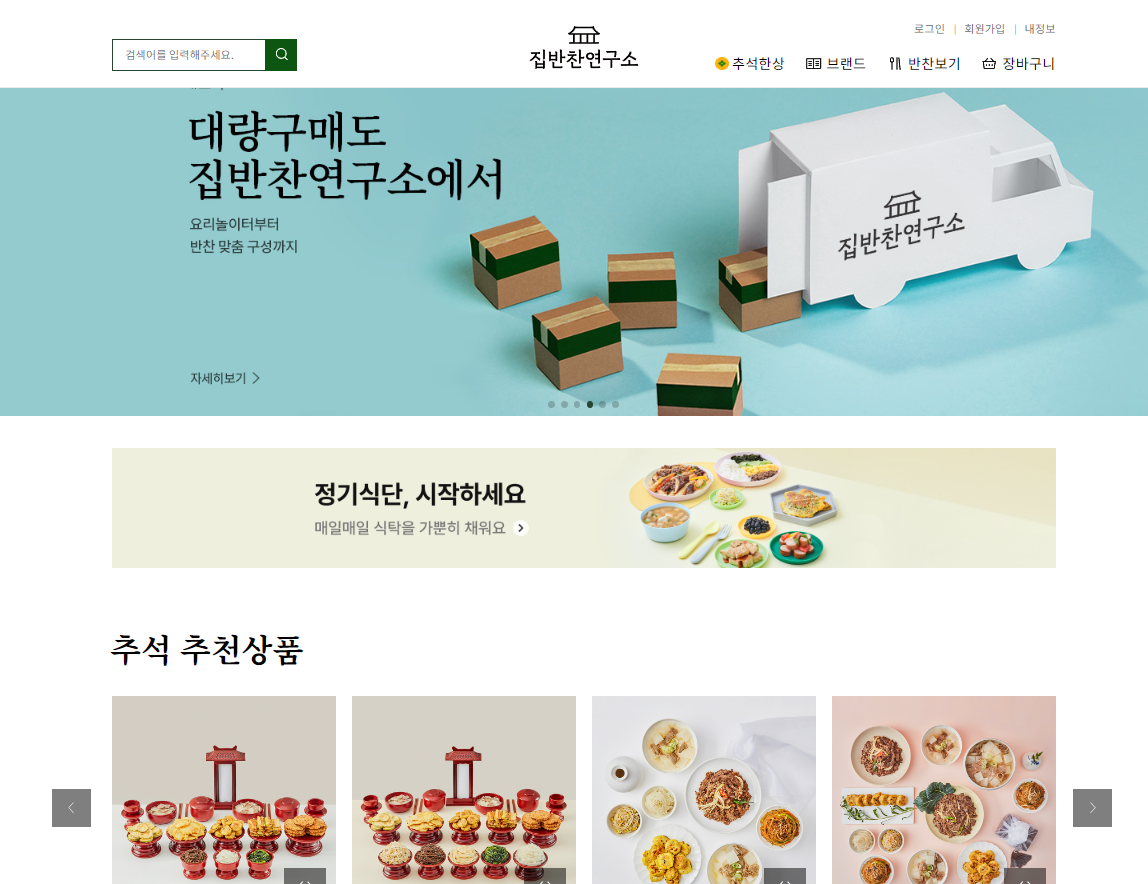 검색어를 입력해주세요.
집반찬연구소
로그인 | 회원가입 | 내정보
추석한상 브랜드 반찬보기 장바구니
대량구매도
집반찬연구소에서
요리놀이터부터
반찬 맞춤 구성까지
집반찬연구소
자세히보기
정기식단, 시작하세요
매일매일 식탁을 가뿐히 채워요
추석 추천상품